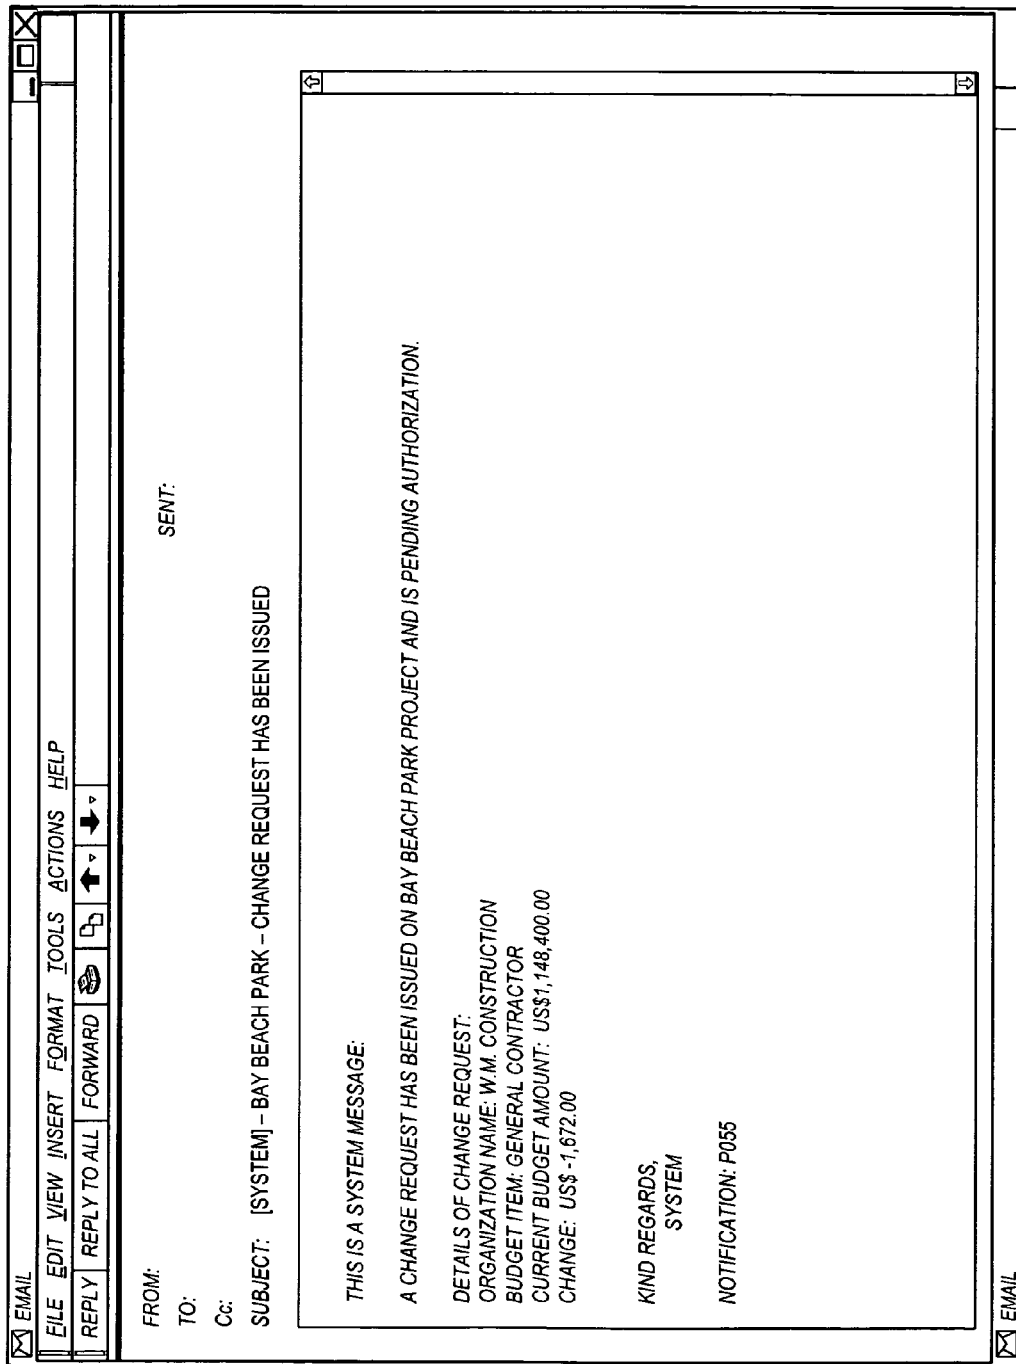 EMAIL
FILE EDIT VIEW INSERT FORMAT TOOLS ACTIONS HELP
REPLY REPLY TO ALL FORWARD
FROM:
SENT:
TO:
Cc:
SUBJECT: [SYSTEM] – BAY BEACH PARK – CHANGE REQUEST HAS BEEN ISSUED
THIS IS A SYSTEM MESSAGE:
A CHANGE REQUEST HAS BEEN ISSUED ON BAY BEACH PARK PROJECT AND IS PENDING AUTHORIZATION.
DETAILS OF CHANGE REQUEST:
ORGANIZATION NAME: W.M. CONSTRUCTION
BUDGET ITEM: GENERAL CONTRACTOR
CURRENT BUDGET AMOUNT: US$1,148,400.00
CHANGE: US$ -1,672.00
KIND REGARDS,
SYSTEM
NOTIFICATION: P055
EMAIL